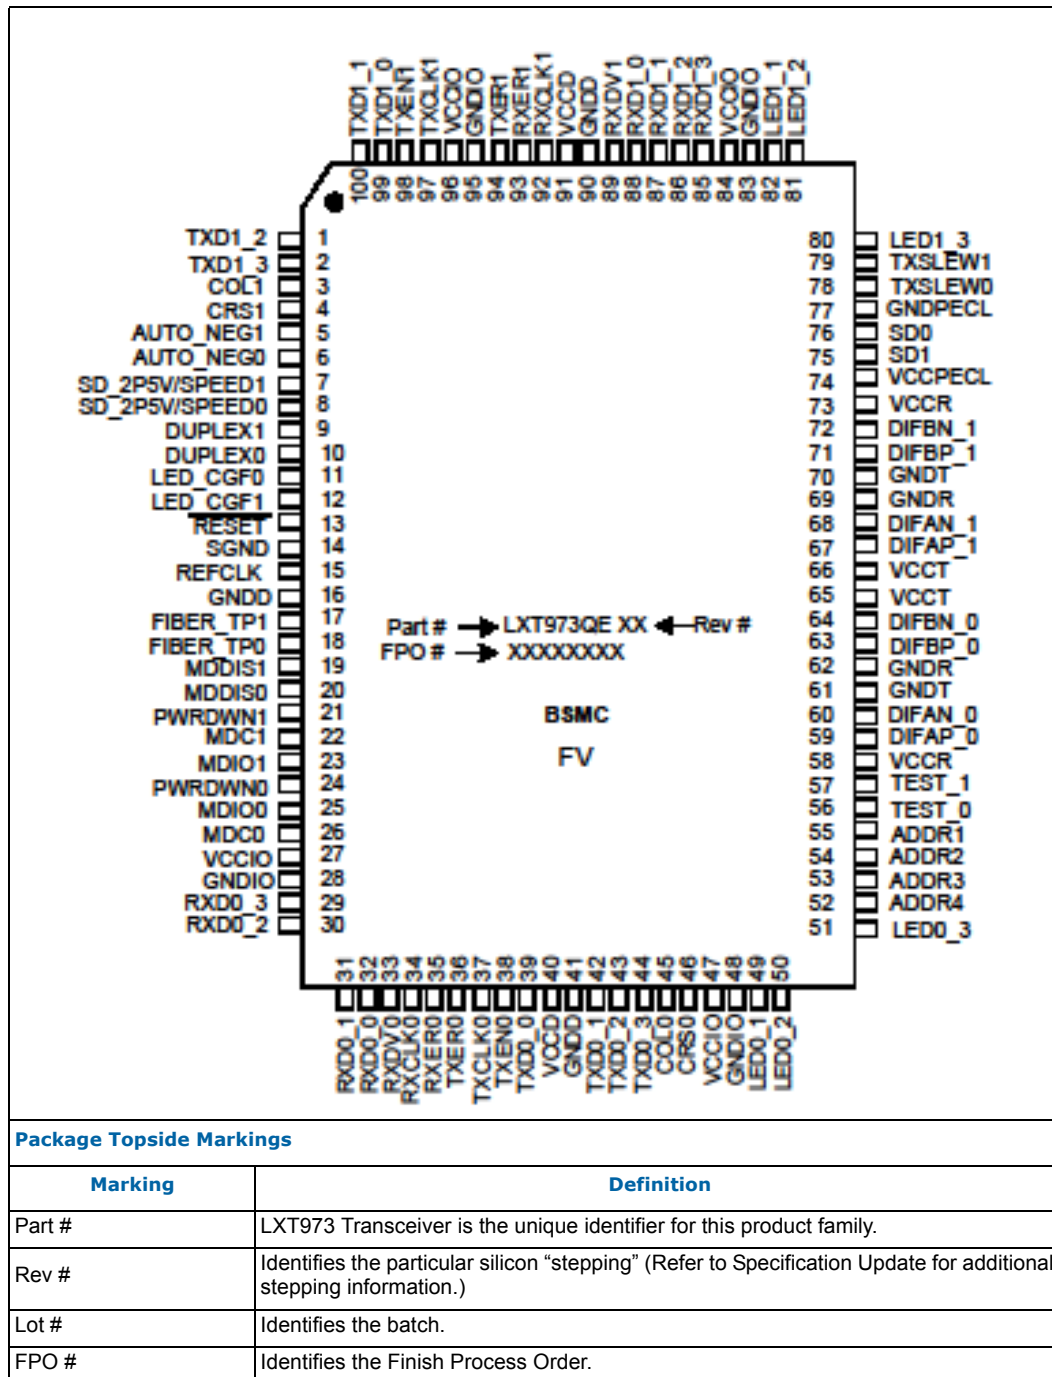 TXD1_1
TXD1_0
TXEN1
TXCLK1
VCCIO
GNDIO
TXER1
RXER1
RXCLK1
VCCD
GNDD
RXDV1
RXD1_0
RXD1_1
RXD1_2
RXD1_3
VCCIO
GNDIO
LED1_1
LED1_2
100 99 98 97 96 95 94 93 92 91 90 89 88 87 86 85 84 83 82 81
TXD1_2 1
TXD1_3 2
COL1 3
CRS1 4
AUTO_NEG1 5
AUTO_NEG0 6
SD_2P5V/SPEED1 7
SD_2P5V/SPEED0 8
DUPLEX1 9
DUPLEX0 10
LED_CGF0 11
LED_CGF1 12
RESET 13
SGND 14
REFCLK 15
GNDD 16
FIBER_TP1 17
FIBER_TP0 18
MDDIS1 19
MDDIS0 20
PWRDWN1 21
MDC1 22
MDIO1 23
PWRDWN0 24
MDIO0 25
MDC0 26
VCCIO 27
GNDIO 28
RXD0_3 29
RXD0_2 30
Part # LXT973QE XX Rev #
FPO # XXXXXXXX
BSMC
FV
80 LED1_3
79 TXSLEW1
78 TXSLEW0
77 GNDPECL
76 SD0
75 SD1
74 VCCPECL
73 VCCR
72 DIFBN_1
71 DIFBP_1
70 GNDT
69 GNDR
68 DIFAN_1
67 DIFAP_1
66 VCCT
65 VCCT
64 DIFBN_0
63 DIFBP_0
62 GNDR
61 GNDT
60 DIFAN_0
59 DIFAP_0
58 VCCR
57 TEST_1
56 TEST_0
55 ADDR1
54 ADDR2
53 ADDR3
52 ADDR4
51 LED0_3
31 32 33 34 35 36 37 38 39 40 41 42 43 44 45 46 47 48 49 50
RXD0_1
RXD0_0
RXDV0
RXCLK0
RXER0
TXER0
TXCLK0
TXEN0
TXD0_0
VCCD
GNDD
TXD0_1
TXD0_2
TXD0_3
COL0
CRS0
VCCIO
GNDIO
LED0_1
LED0_2
Package Topside Markings
Marking Definition
Part # LXT973 Transceiver is the unique identifier for this product family.
Rev # Identifies the particular silicon “stepping” (Refer to Specification Update for additional
stepping information.)
Lot # Identifies the batch.
FPO # Identifies the Finish Process Order.